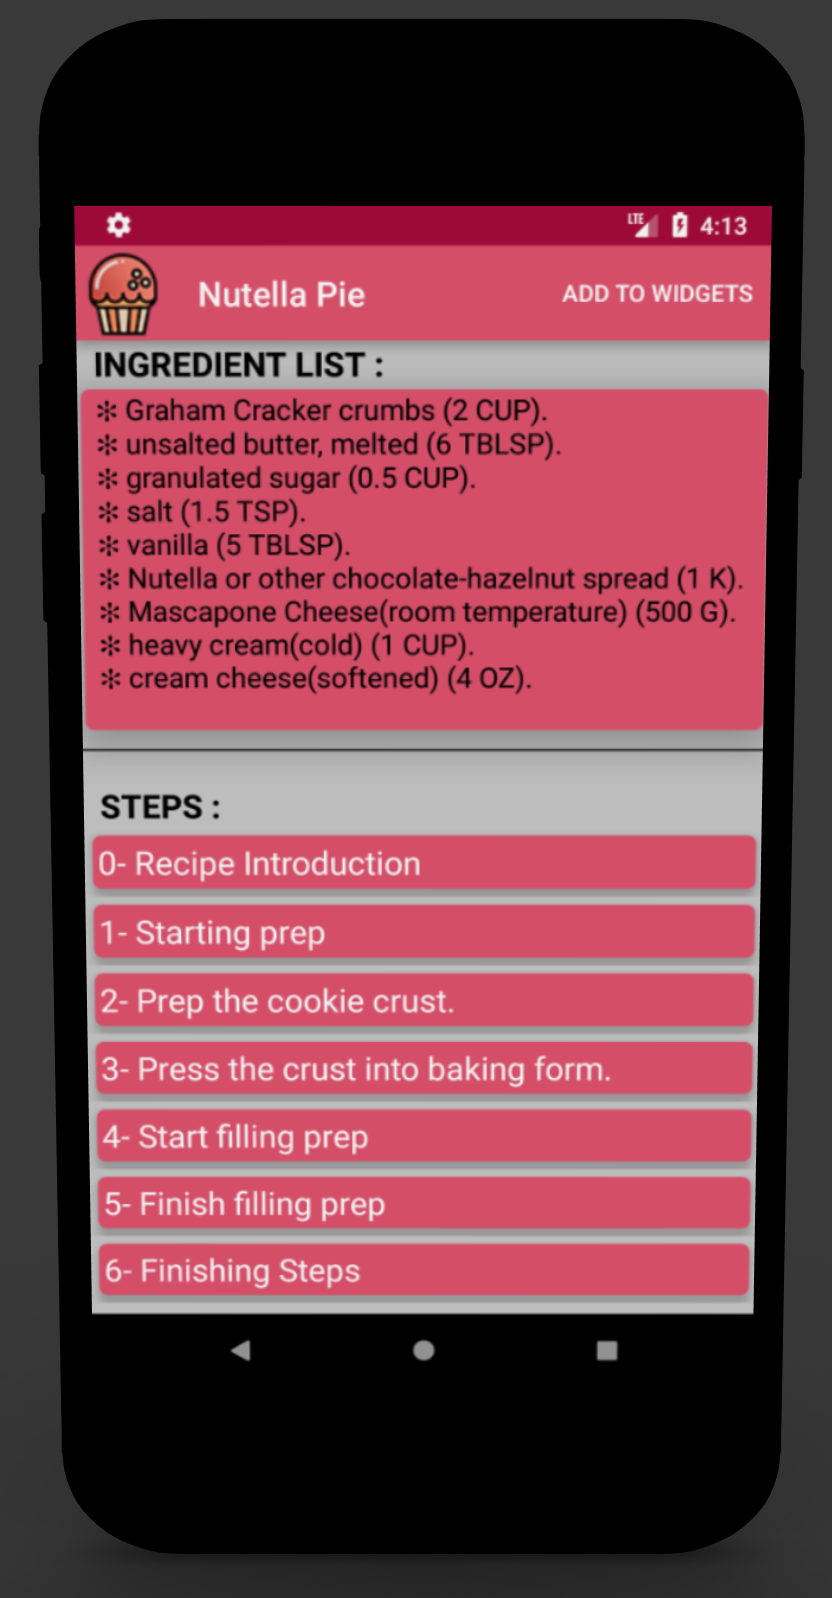 LTE 4:13
Nutella Pie ADD TO WIDGETS
INGREDIENT LIST :
✻ Graham Cracker crumbs (2 CUP).
✻ unsalted butter, melted (6 TBLSP).
✻ granulated sugar (0.5 CUP).
✻ salt (1.5 TSP).
✻ vanilla (5 TBLSP).
✻ Nutella or other chocolate-hazelnut spread (1 K).
✻ Mascapone Cheese(room temperature) (500 G).
✻ heavy cream(cold) (1 CUP).
✻ cream cheese(softened) (4 OZ).
STEPS :
0- Recipe Introduction
1- Starting prep
2- Prep the cookie crust.
3- Press the crust into baking form.
4- Start filling prep
5- Finish filling prep
6- Finishing Steps